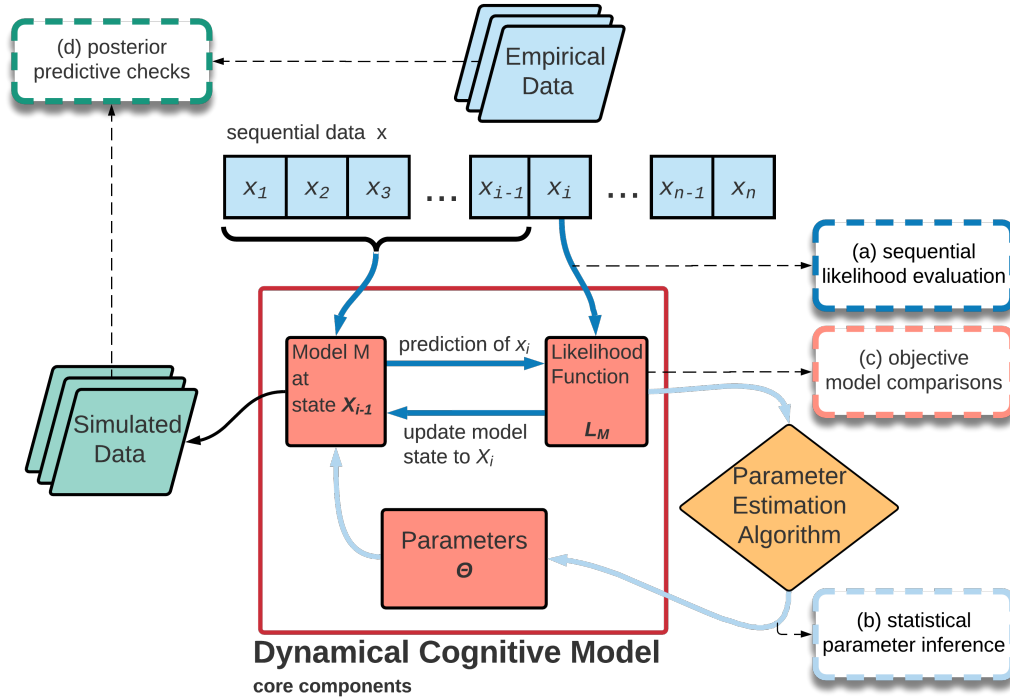 (d) posterior
predictive checks
Empirical
Data
sequential data x
x1 x2 x3 ... xi-1 xi ... xn-1 xn
(a) sequential
likelihood evaluation
Model M
at
state Xi-1
prediction of xi
Likelihood
Function
LM
(c) objective
model comparisons
update model
state to Xi
Simulated
Data
Parameter
Estimation
Algorithm
Parameters
Θ
(b) statistical
parameter inference
Dynamical Cognitive Model
core components